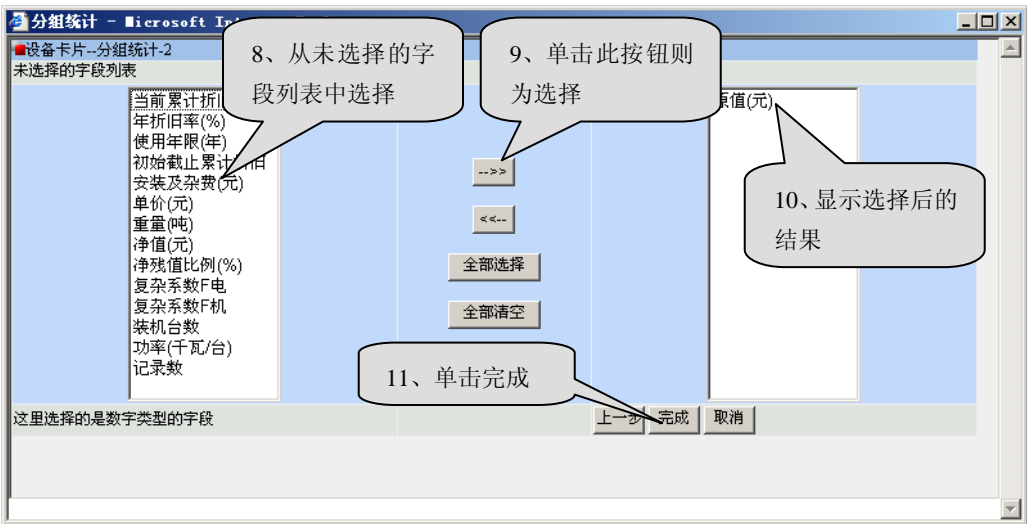 分组统计 - Microsoft Int
设备卡片--分组统计-2
未选择的字段列表
8、从未选择的字
段列表中选择
9、单击此按钮则
为选择
当前累计折
年折旧率(%)
使用年限(年)
初始截止累计
安装及杂费(元)
单价(元)
重量(吨)
净值(元)
净残值比例(%)
复杂系数F电
复杂系数F机
装机台数
功率(千瓦/台)
记录数
-->>
<<--
全部选择
全部清空
原值(元)
10、显示选择后的
结果
11、单击完成
这里选择的是数字类型的字段
上一步
完成
取消